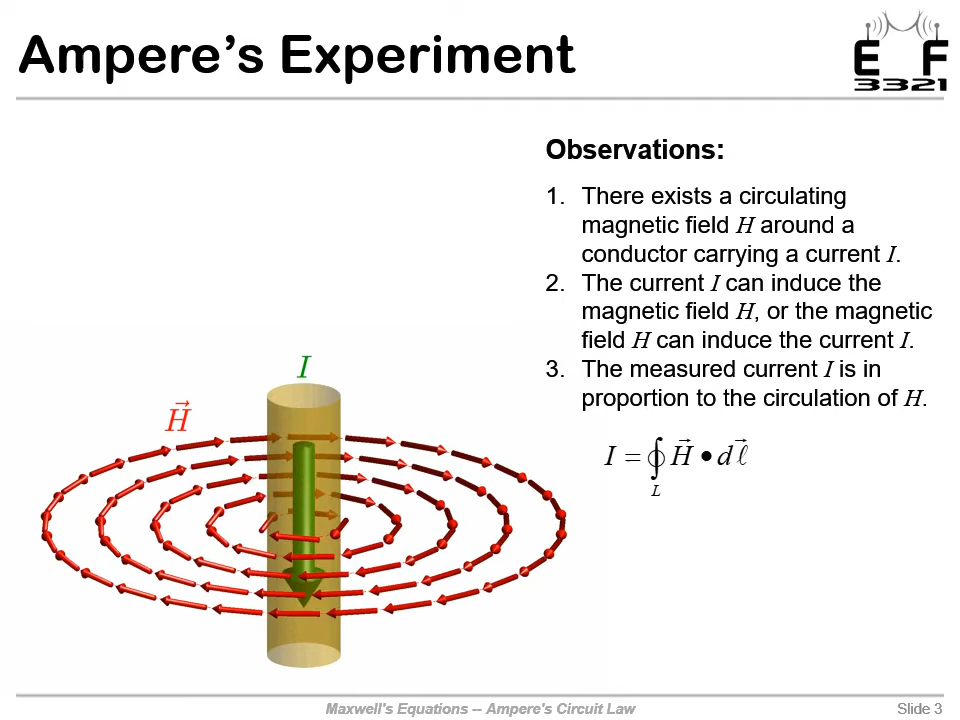 Ampere's Experiment
E F
3321
Observations:
1. There exists a circulating
magnetic field H around a
conductor carrying a current I.
2. The current I can induce the
magnetic field H, or the magnetic
field H can induce the current I.
3. The measured current I is in
proportion to the circulation of H.
I = ∮_L H⃗ • dℓ⃗
I
H⃗
Maxwell's Equations -- Ampere's Circuit Law
Slide 3